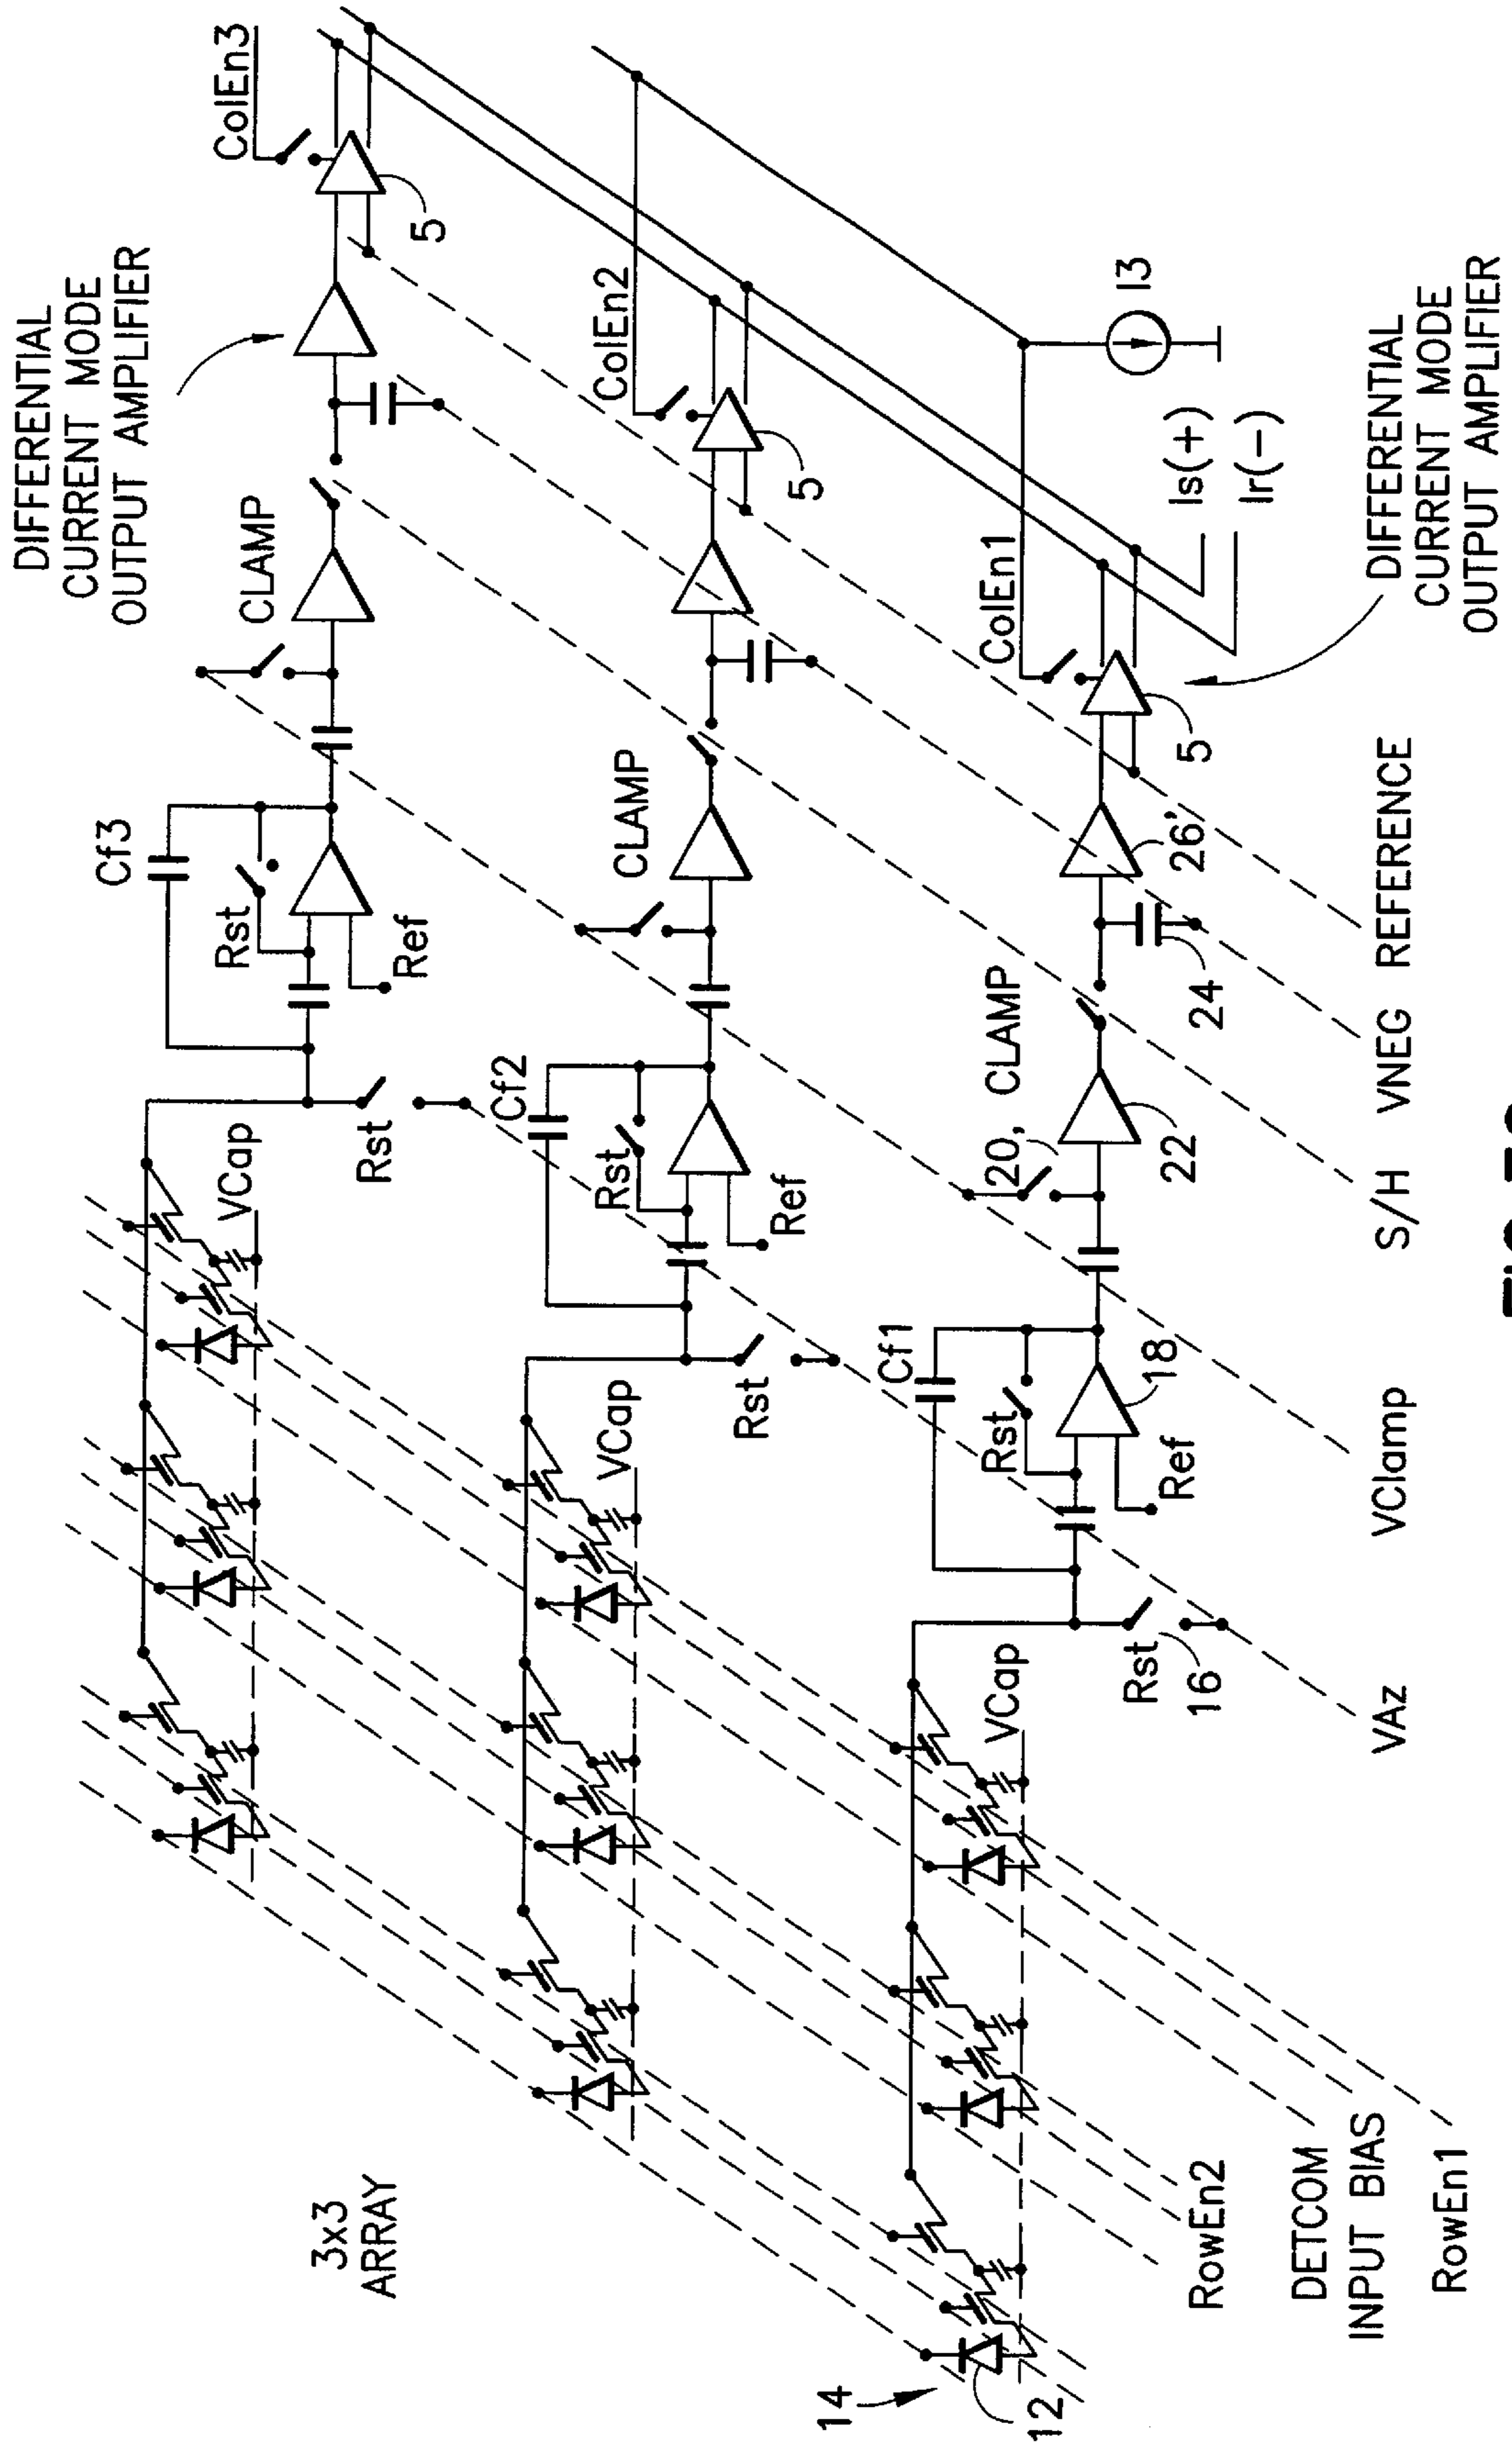 DIFFERENTIAL
CURRENT MODE
OUTPUT AMPLIFIER
ColEn3
5
CLAMP
Cf3
Rst
Ref
Rst
VCap
ColEn2
5
CLAMP
Cf2
Rst
Ref
Rst
VCap
3x3
ARRAY
I3
Is(+)
Ir(-)
DIFFERENTIAL
CURRENT MODE
OUTPUT AMPLIFIER
ColEn1
5
26'
24
20, CLAMP
22
Cf1
Rst
18
Ref
Rst
16
VCap
14
12
RowEn2
DETCOM
INPUT BIAS
RowEn1
VAz
VClamp
S/H
VNEG
REFERENCE